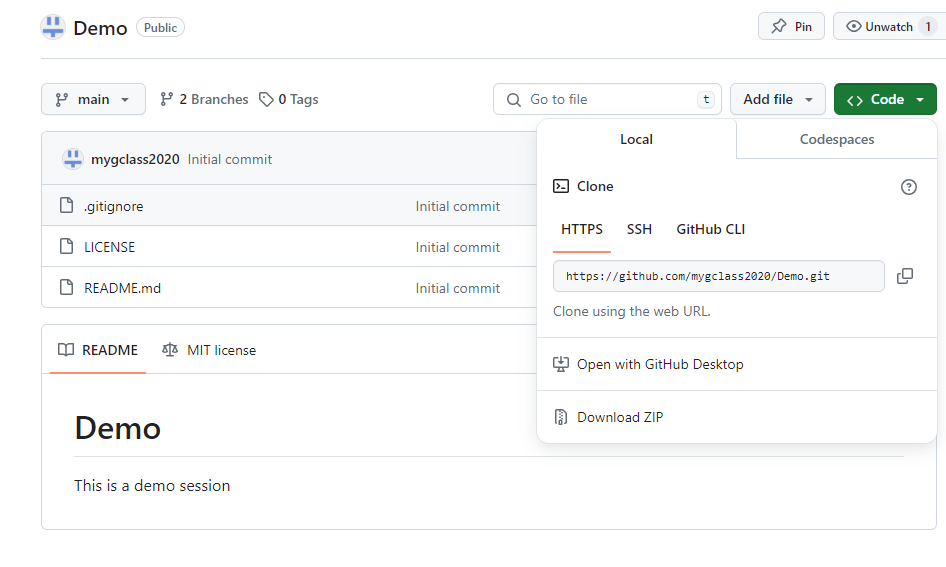 Demo Public Pin Unwatch 1
main 2 Branches 0 Tags Go to file t Add file Code
Local Codespaces
mygclass2020 Initial commit
Clone
.gitignore Initial commit
HTTPS SSH GitHub CLI
LICENSE Initial commit
https://github.com/mygclass2020/Demo.git
README.md Initial commit
Clone using the web URL.
README MIT license
Open with GitHub Desktop
Download ZIP
Demo
This is a demo session